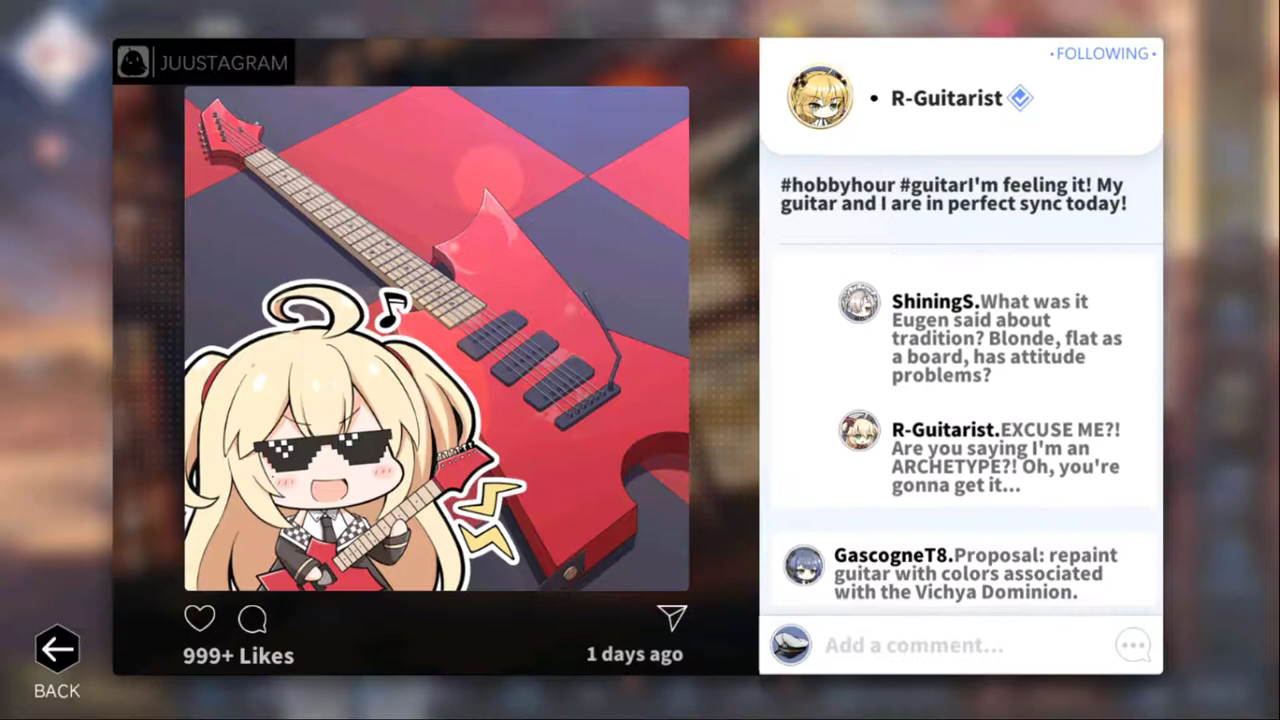 JUUSTAGRAM
•FOLLOWING•
• R-Guitarist
#hobbyhour #guitarI'm feeling it! My
guitar and I are in perfect sync today!
ShiningS.What was it
Eugen said about
tradition? Blonde, flat as
a board, has attitude
problems?
R-Guitarist.EXCUSE ME?!
Are you saying I'm an
ARCHETYPE?! Oh, you're
gonna get it...
GascogneT8.Proposal: repaint
guitar with colors associated
with the Vichya Dominion.
999+ Likes
1 days ago
Add a comment...
BACK